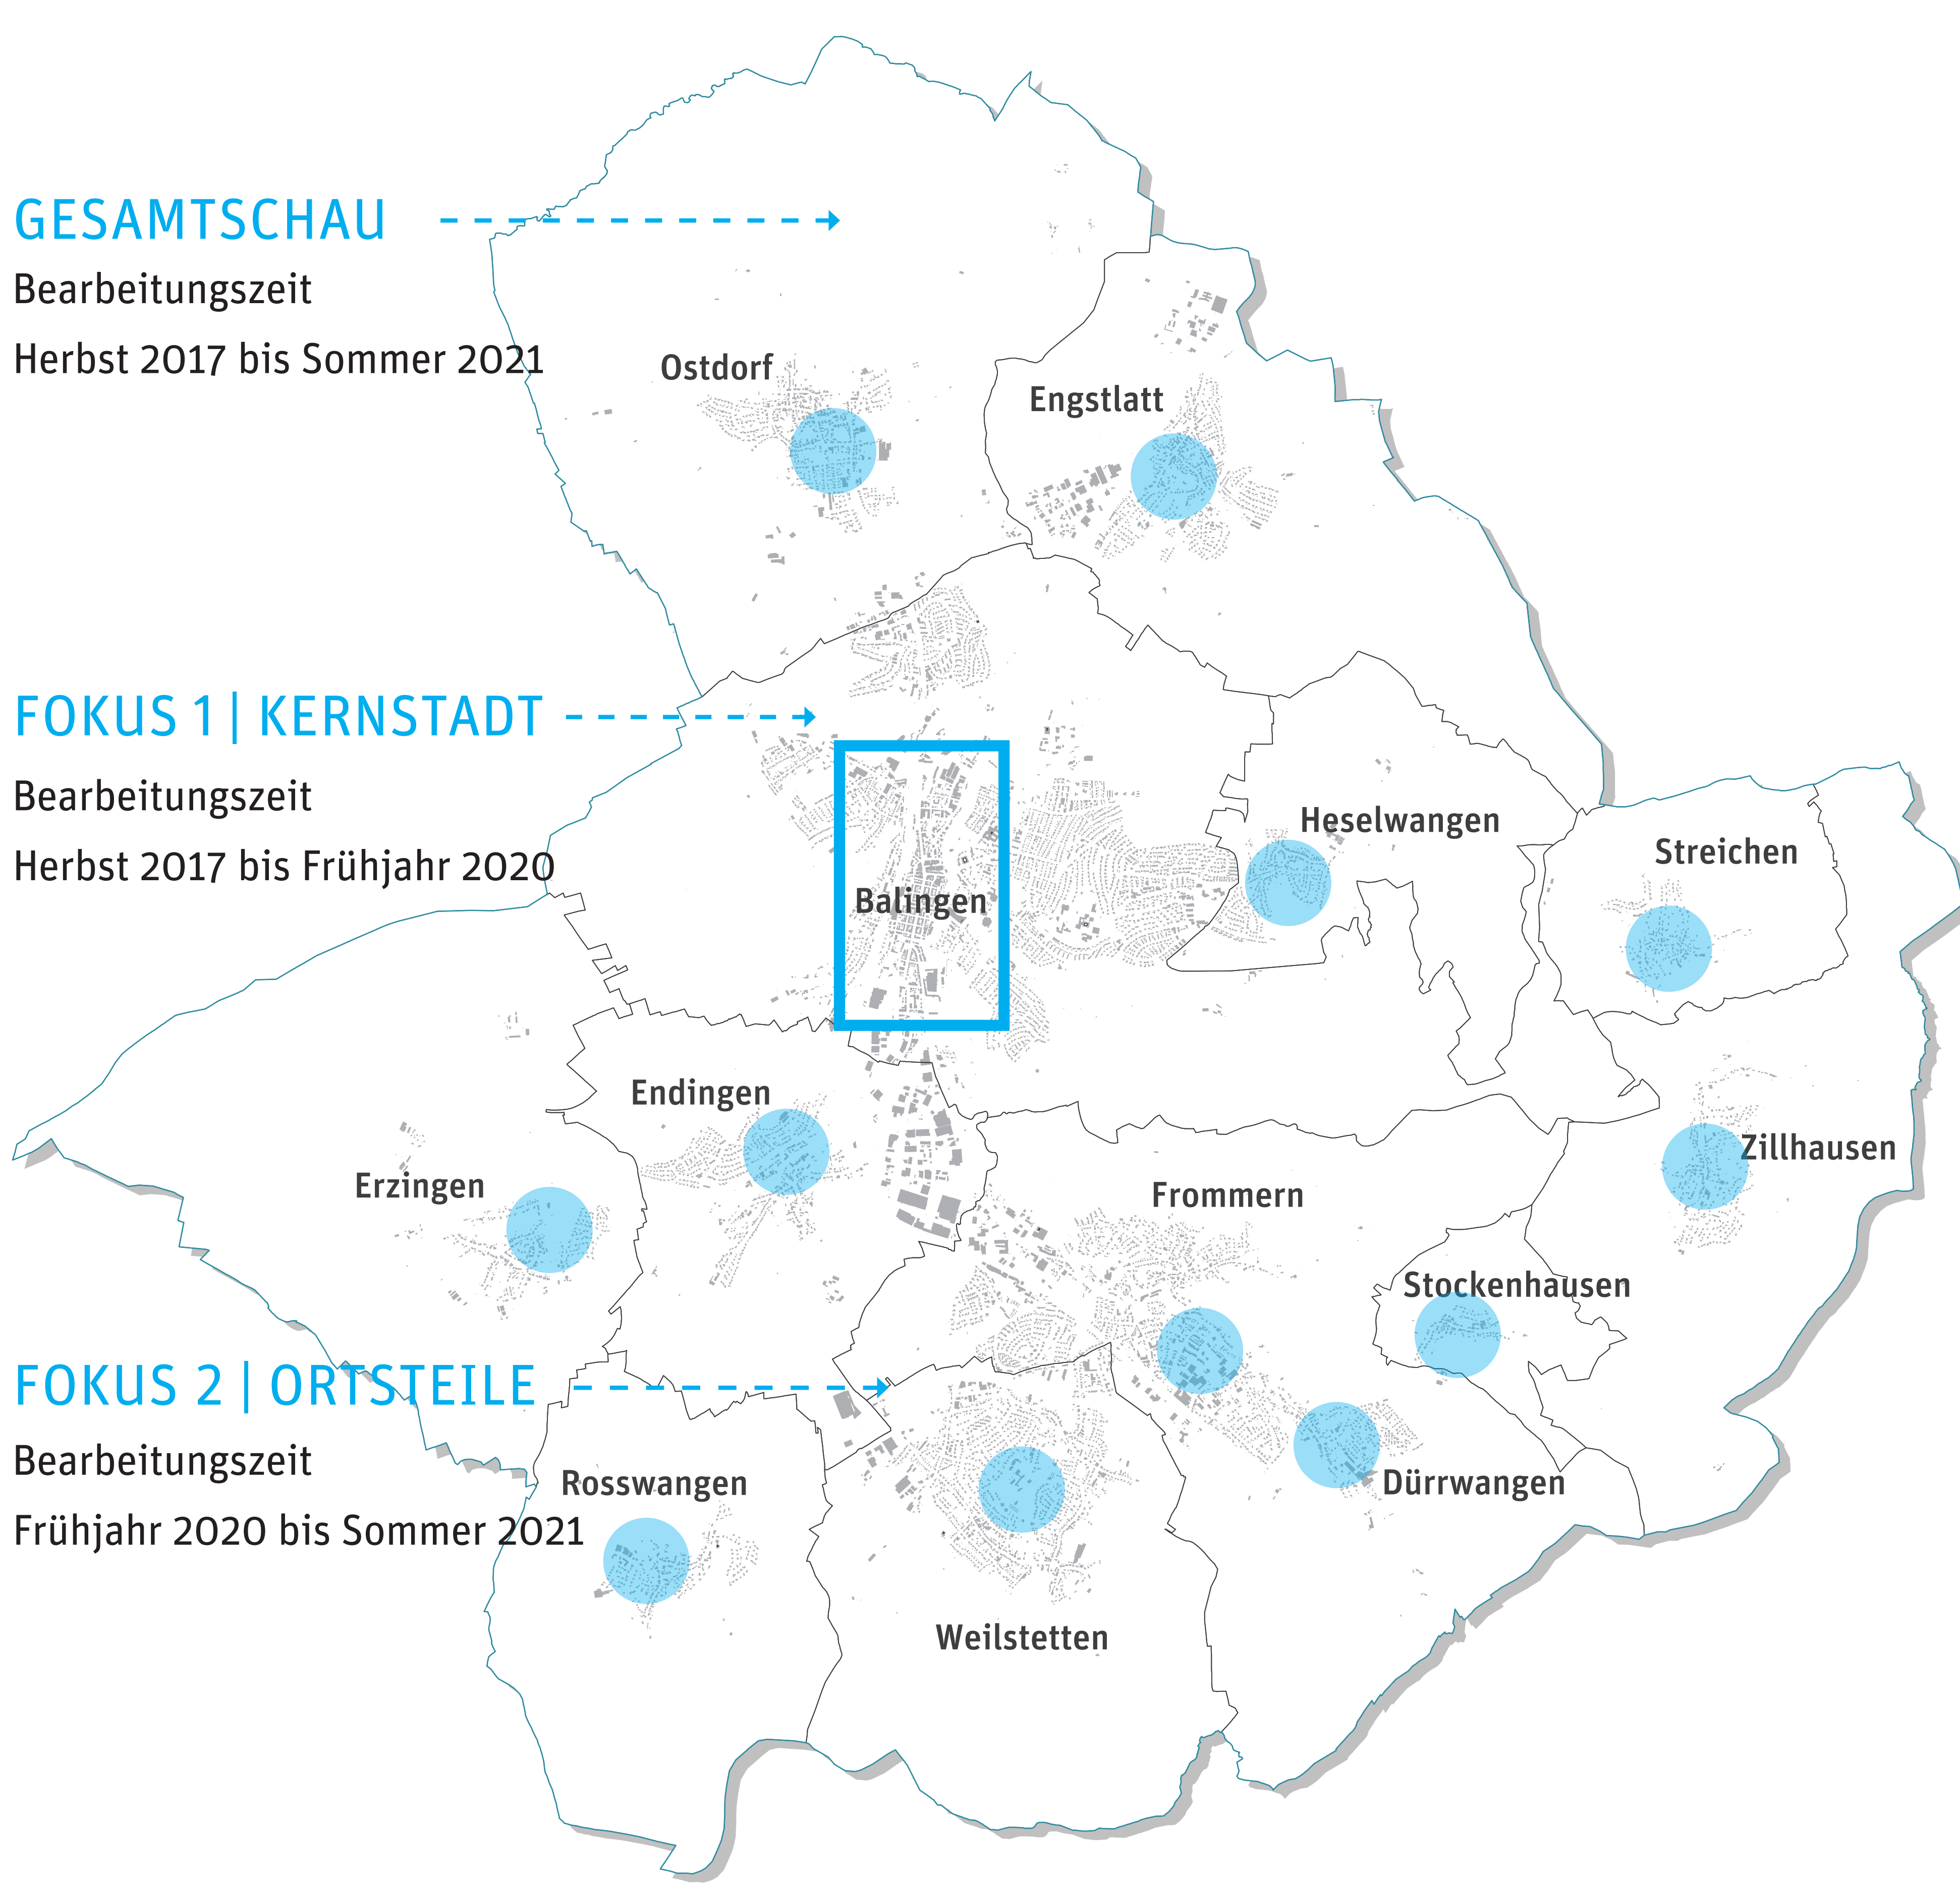 GESAMTSCHAU
Bearbeitungszeit
Herbst 2017 bis Sommer 2021
Ostdorf
Engstlatt
FOKUS 1 | KERNSTADT
Bearbeitungszeit
Herbst 2017 bis Frühjahr 2020
Heselwangen
Streichen
Balingen
Endingen
Zillhausen
Erzingen
Frommern
Stockenhausen
FOKUS 2 | ORTSTEILE
Bearbeitungszeit
Frühjahr 2020 bis Sommer 2021
Rosswangen
Dürrwangen
Weilstetten